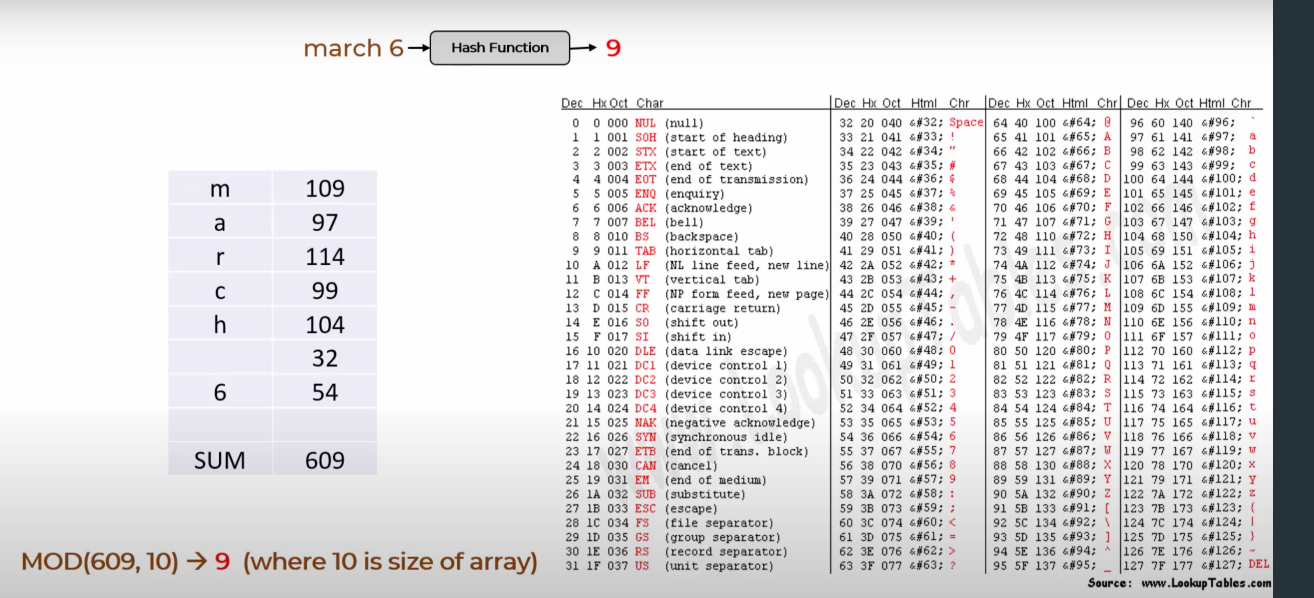 march 6 → Hash Function → 9
m 109
a 97
r 114
c 99
h 104
32
6 54
SUM 609
MOD(609, 10) → 9 (where 10 is size of array)
Dec Hx Oct Char
0 0 000 NUL (null)
1 1 001 SOH (start of heading)
2 2 002 STX (start of text)
3 3 003 ETX (end of text)
4 4 004 EOT (end of transmission)
5 5 005 ENQ (enquiry)
6 6 006 ACK (acknowledge)
7 7 007 BEL (bell)
8 8 010 BS (backspace)
9 9 011 TAB (horizontal tab)
10 A 012 LF (NL line feed, new line)
11 B 013 VT (vertical tab)
12 C 014 FF (NP form feed, new page)
13 D 015 CR (carriage return)
14 E 016 SO (shift out)
15 F 017 SI (shift in)
16 10 020 DLE (data link escape)
17 11 021 DC1 (device control 1)
18 12 022 DC2 (device control 2)
19 13 023 DC3 (device control 3)
20 14 024 DC4 (device control 4)
21 15 025 NAK (negative acknowledge)
22 16 026 SYN (synchronous idle)
23 17 027 ETB (end of trans. block)
24 18 030 CAN (cancel)
25 19 031 EM (end of medium)
26 1A 032 SUB (substitute)
27 1B 033 ESC (escape)
28 1C 034 FS (file separator)
29 1D 035 GS (group separator)
30 1E 036 RS (record separator)
31 1F 037 US (unit separator)
Dec Hx Oct Html Chr
32 20 040 &#32; Space
33 21 041 &#33; !
34 22 042 &#34; "
35 23 043 &#35; #
36 24 044 &#36; $
37 25 045 &#37; %
38 26 046 &#38; &
39 27 047 &#39; '
40 28 050 &#40; (
41 29 051 &#41; )
42 2A 052 &#42; *
43 2B 053 &#43; +
44 2C 054 &#44; ,
45 2D 055 &#45; -
46 2E 056 &#46; .
47 2F 057 &#47; /
48 30 060 &#48; 0
49 31 061 &#49; 1
50 32 062 &#50; 2
51 33 063 &#51; 3
52 34 064 &#52; 4
53 35 065 &#53; 5
54 36 066 &#54; 6
55 37 067 &#55; 7
56 38 070 &#56; 8
57 39 071 &#57; 9
58 3A 072 &#58; :
59 3B 073 &#59; ;
60 3C 074 &#60; <
61 3D 075 &#61; =
62 3E 076 &#62; >
63 3F 077 &#63; ?
Dec Hx Oct Html Chr
64 40 100 &#64; @
65 41 101 &#65; A
66 42 102 &#66; B
67 43 103 &#67; C
68 44 104 &#68; D
69 45 105 &#69; E
70 46 106 &#70; F
71 47 107 &#71; G
72 48 110 &#72; H
73 49 111 &#73; I
74 4A 112 &#74; J
75 4B 113 &#75; K
76 4C 114 &#76; L
77 4D 115 &#77; M
78 4E 116 &#78; N
79 4F 117 &#79; O
80 50 120 &#80; P
81 51 121 &#81; Q
82 52 122 &#82; R
83 53 123 &#83; S
84 54 124 &#84; T
85 55 125 &#85; U
86 56 126 &#86; V
87 57 127 &#87; W
88 58 130 &#88; X
89 59 131 &#89; Y
90 5A 132 &#90; Z
91 5B 133 &#91; [
92 5C 134 &#92; \
93 5D 135 &#93; ]
94 5E 136 &#94; ^
95 5F 137 &#95; _
Dec Hx Oct Html Chr
96 60 140 &#96; `
97 61 141 &#97; a
98 62 142 &#98; b
99 63 143 &#99; c
100 64 144 &#100; d
101 65 145 &#101; e
102 66 146 &#102; f
103 67 147 &#103; g
104 68 150 &#104; h
105 69 151 &#105; i
106 6A 152 &#106; j
107 6B 153 &#107; k
108 6C 154 &#108; l
109 6D 155 &#109; m
110 6E 156 &#110; n
111 6F 157 &#111; o
112 70 160 &#112; p
113 71 161 &#113; q
114 72 162 &#114; r
115 73 163 &#115; s
116 74 164 &#116; t
117 75 165 &#117; u
118 76 166 &#118; v
119 77 167 &#119; w
120 78 170 &#120; x
121 79 171 &#121; y
122 7A 172 &#122; z
123 7B 173 &#123; {
124 7C 174 &#124; |
125 7D 175 &#125; }
126 7E 176 &#126; ~
127 7F 177 &#127; DEL
Source: www.LookupTables.com